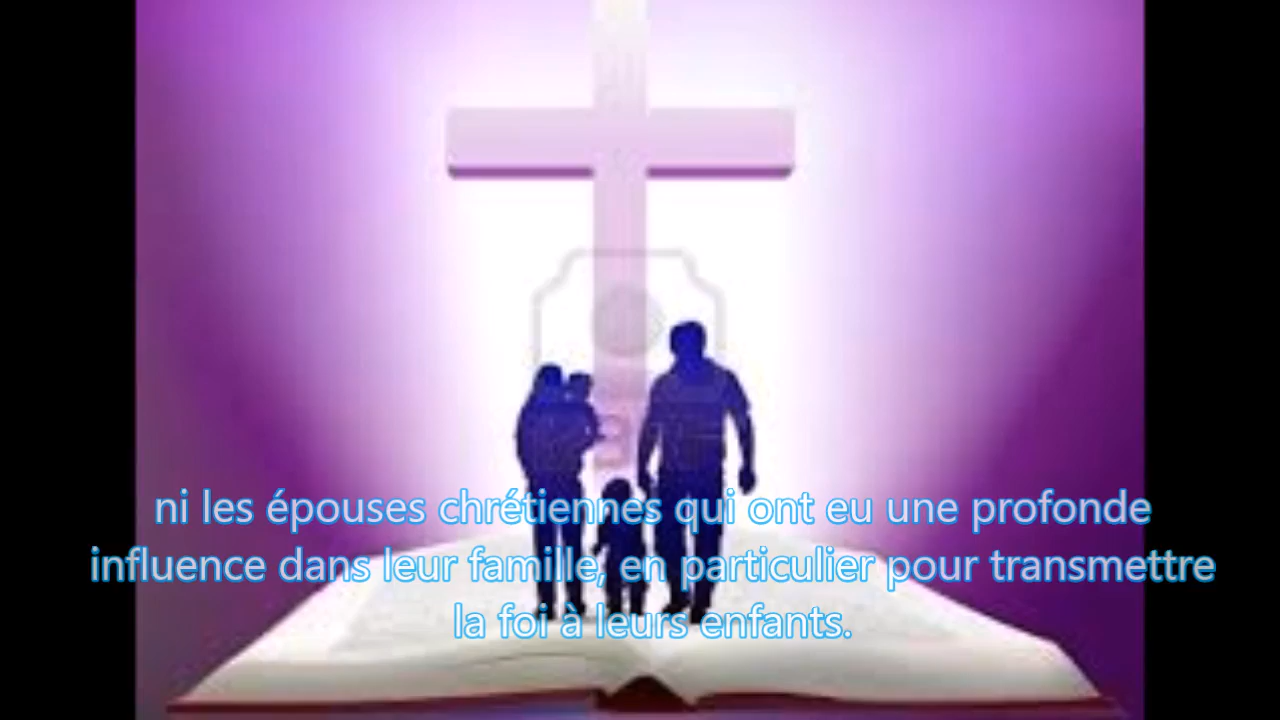 ni les épouses chrétiennes qui ont eu une profonde
influence dans leur famille, en particulier pour transmettre
la foi à leurs enfants.